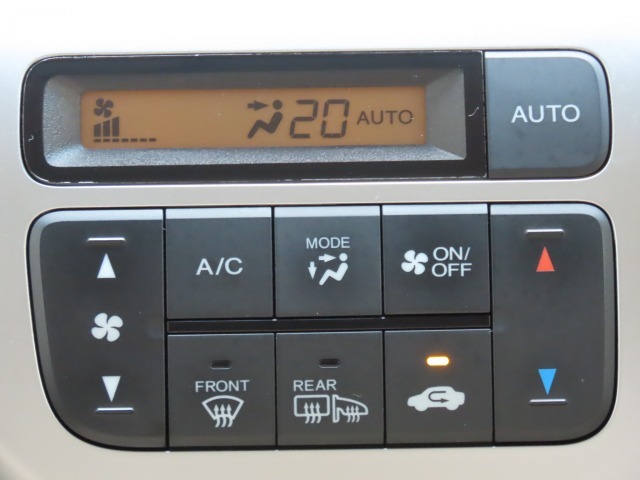 20 AUTO
AUTO
A/C
MODE
ON/
OFF
FRONT
REAR